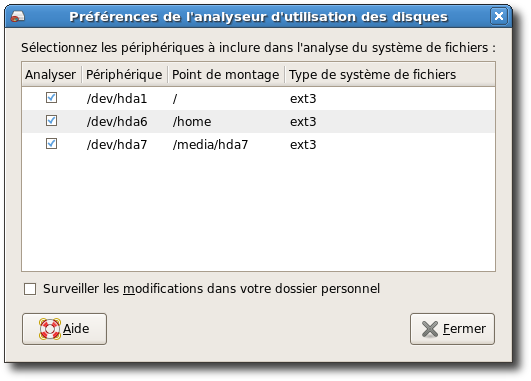 Préférences de l'analyseur d'utilisation des disques
Sélectionnez les périphériques à inclure dans l'analyse du système de fichiers :
Analyser Périphérique Point de montage Type de système de fichiers
/dev/hda1 / ext3
/dev/hda6 /home ext3
/dev/hda7 /media/hda7 ext3
Surveiller les modifications dans votre dossier personnel
Aide Fermer